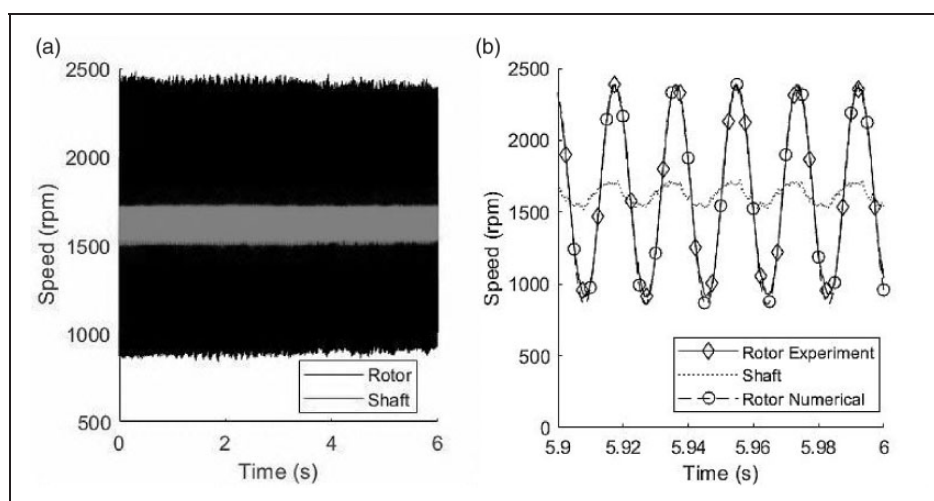 (a)
2500
2000
1500
1000
500
Speed (rpm)
0
2
4
6
Time (s)
Rotor
Shaft
(b)
2500
2000
1500
1000
500
0
Speed (rpm)
5.9
5.92
5.94
5.96
5.98
6
Time (s)
Rotor Experiment
Shaft
Rotor Numerical